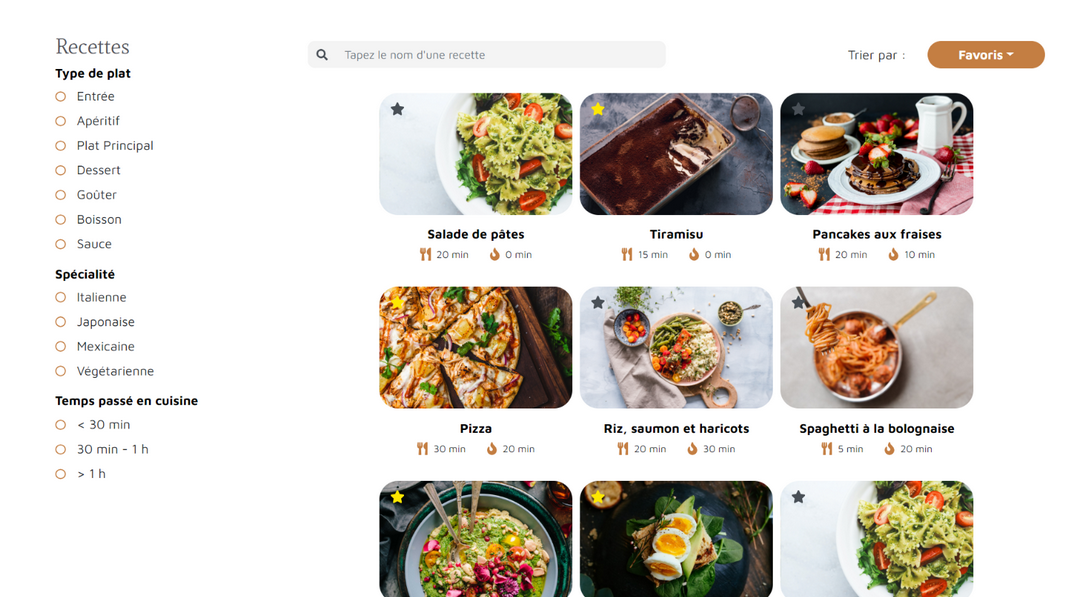 Recettes
Tapez le nom d'une recette
Trier par :
Favoris
Type de plat
Entrée
Apéritif
Plat Principal
Dessert
Goûter
Boisson
Sauce
Spécialité
Italienne
Japonaise
Mexicaine
Végétarienne
Temps passé en cuisine
< 30 min
30 min - 1 h
> 1 h
Salade de pâtes
20 min 0 min
Tiramisu
15 min 0 min
Pancakes aux fraises
20 min 10 min
Pizza
30 min 20 min
Riz, saumon et haricots
20 min 30 min
Spaghetti à la bolognaise
5 min 20 min